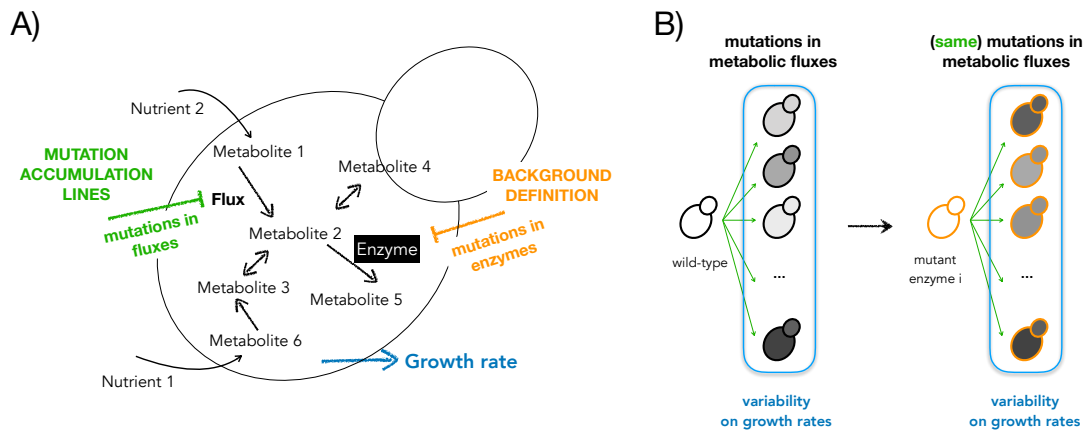 A)
Nutrient 2
Metabolite 1
Metabolite 4
MUTATION
ACCUMULATION
LINES
Flux
mutations in
fluxes
BACKGROUND
DEFINITION
mutations in
enzymes
Metabolite 2
Enzyme
Metabolite 3
Metabolite 5
Metabolite 6
Growth rate
Nutrient 1
B)
mutations in
metabolic fluxes
(same) mutations in
metabolic fluxes
wild-type
...
mutant
enzyme i
...
variability
on growth rates
variability
on growth rates